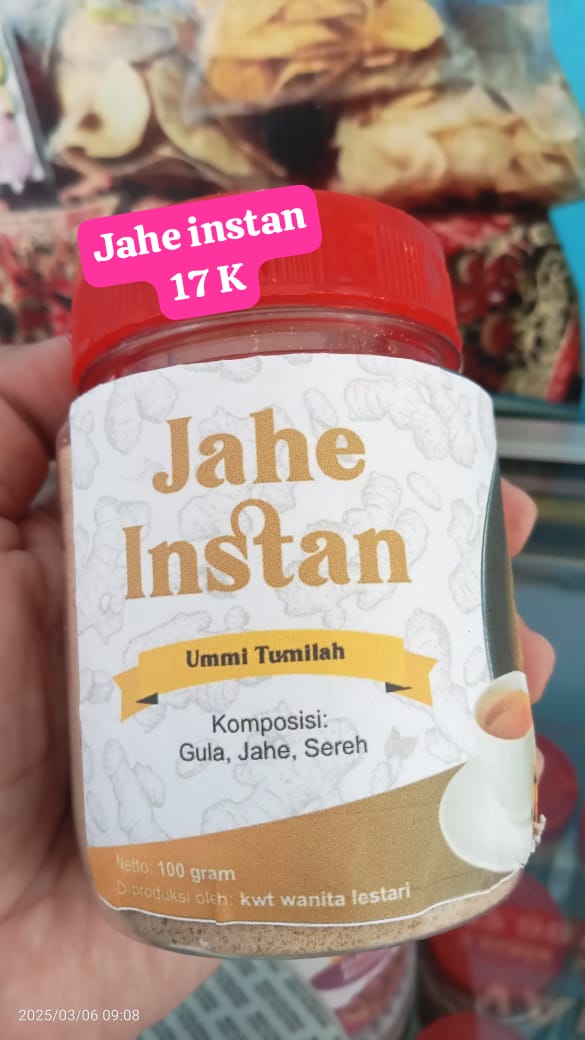 Jahe instan
17 K
Jahe
Instan
Ummi Tumilah
Komposisi:
Gula, Jahe, Sereh
Netto: 100 gram
Diproduksi oleh: kwt wanita lestari
2025/03/06 09:08